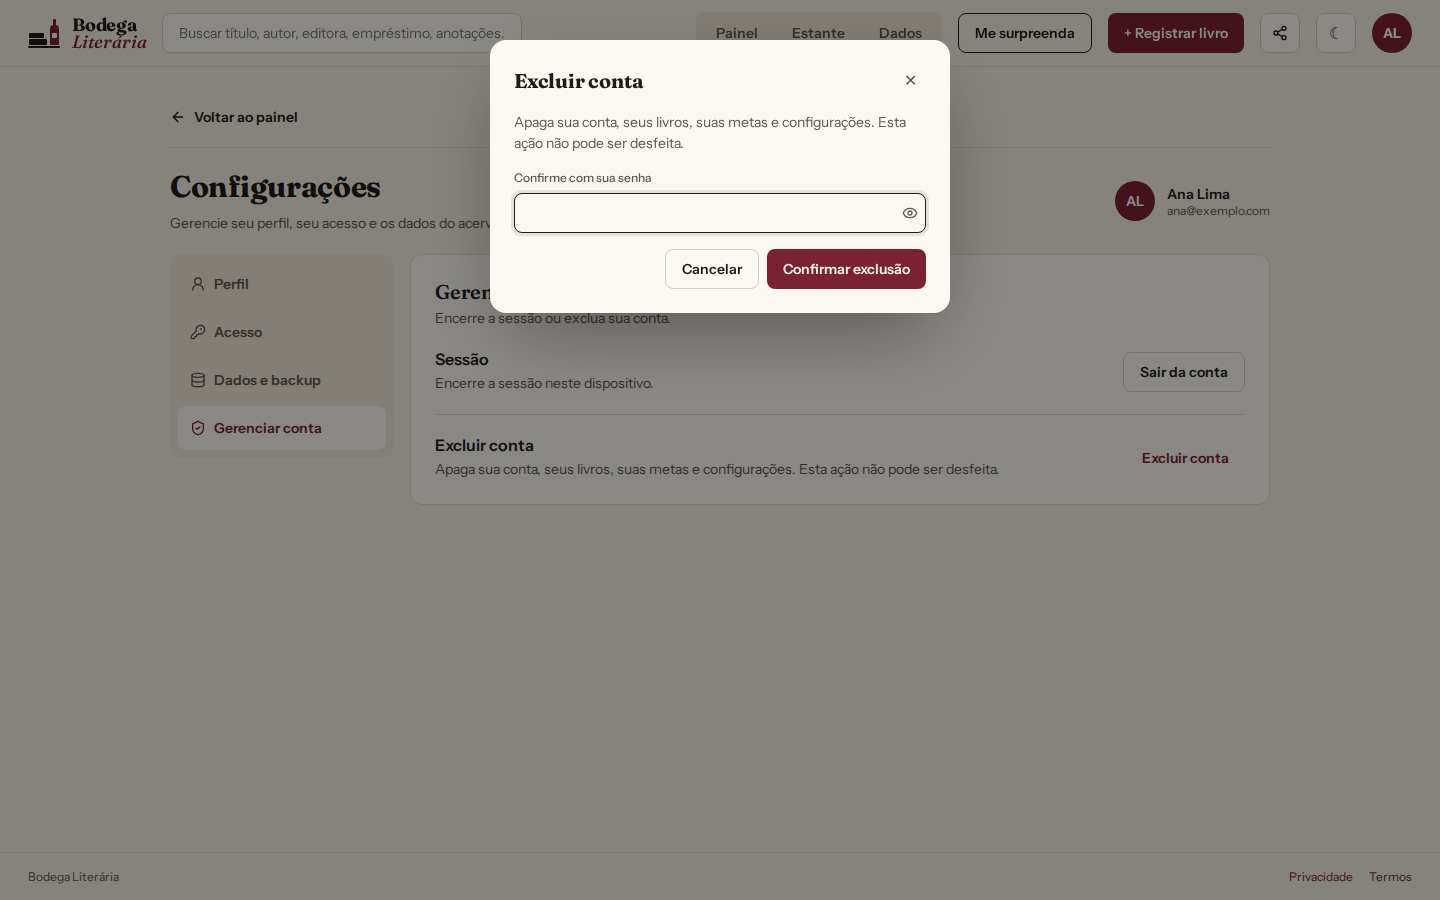 Bodega
Literária
Buscar título, autor, editora, empréstimo, anotações.
Painel
Estante
Dados
Me surpreenda
+ Registrar livro
AL
Excluir conta
Apaga sua conta, seus livros, suas metas e configurações. Esta
ação não pode ser desfeita.
Confirme com sua senha
Cancelar
Confirmar exclusão
Voltar ao painel
Configurações
Gerencie seu perfil, seu acesso e os dados do
AL
Ana Lima
ana@exemplo.com
Perfil
Acesso
Dados e backup
Gerenciar conta
Encerre a sessão ou exclua sua conta.
Sessão
Encerre a sessão neste dispositivo.
Sair da conta
Excluir conta
Apaga sua conta, seus livros, suas metas e configurações. Esta ação não pode ser desfeita.
Excluir conta
Bodega Literária
Privacidade
Termos